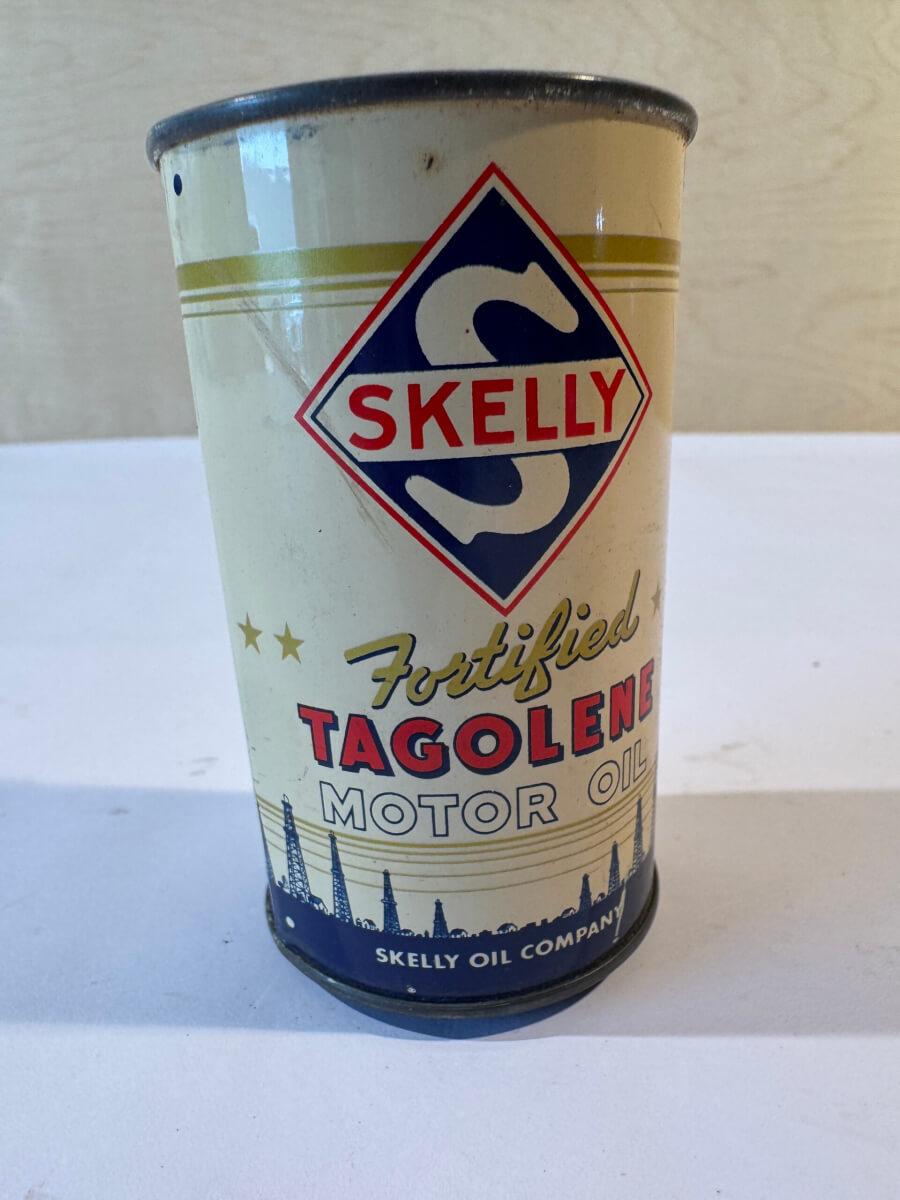 S
SKELLY
Fortified
TAGOLENE
MOTOR OIL
SKELLY OIL COMPANY